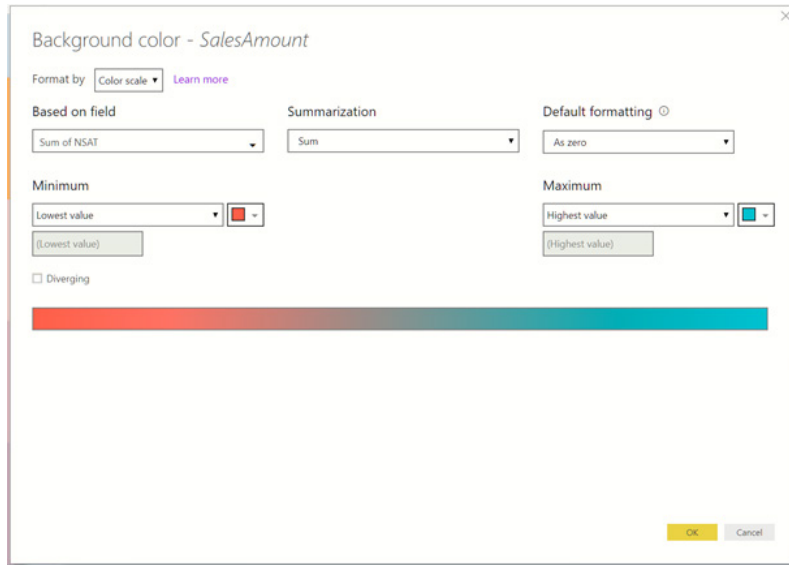 Background color - SalesAmount
Format by Color scale Learn more
Based on field Summarization Default formatting
Sum of NSAT Sum As zero
Minimum Maximum
Lowest value Highest value
(Lowest value) (Highest value)
Diverging
OK Cancel